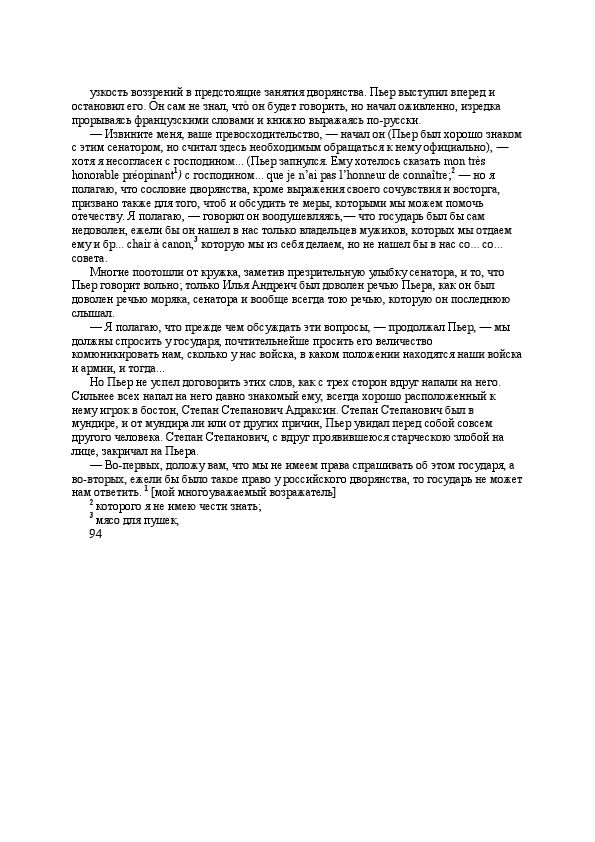 узкость воззрений в предстоящие занятия дворянства. Пьер выступил вперед и
остановил его. Он сам не знал, что̀ он будет говорить, но начал оживленно, изредка
прорываясь французскими словами и книжно выражаясь по-русски.
— Извините меня, ваше превосходительство, — начал он (Пьер был хорошо знаком
с этим сенатором, но считал здесь необходимым обращаться к нему официально), —
хотя я несогласен с господином... (Пьер запнулся. Ему хотелось сказать mon très
honorable préopinant¹) с господином... que je n’ai pas l’honneur de connaître;² — но я
полагаю, что сословие дворянства, кроме выражения своего сочувствия и восторга,
призвано также для того, чтоб и обсудить те меры, которыми мы можем помочь
отечеству. Я полагаю, — говорил он воодушевляясь,— что государь был бы сам
недоволен, ежели бы он нашел в нас только владельцев мужиков, которых мы отдаем
ему и бр... chair à canon,³ которую мы из себя делаем, но не нашел бы в нас со... со...
совета.
Многие поотошли от кружка, заметив презрительную улыбку сенатора, и то, что
Пьер говорит вольно; только Илья Андреич был доволен речью Пьера, как он был
доволен речью моряка, сенатора и вообще всегда тою речью, которую он последнюю
слышал.
— Я полагаю, что прежде чем обсуждать эти вопросы, — продолжал Пьер, — мы
должны спросить у государя, почтительнейше просить его величество
комюникировать нам, сколько у нас войска, в каком положении находятся наши войска
и армии, и тогда...
Но Пьер не успел договорить этих слов, как с трех сторон вдруг напали на него.
Сильнее всех напал на него давно знакомый ему, всегда хорошо расположенный к
нему игрок в бостон, Степан Степанович Адраксин. Степан Степанович был в
мундире, и от мундира ли или от других причин, Пьер увидал перед собой совсем
другого человека. Степан Степанович, с вдруг проявившеюся старческою злобой на
лице, закричал на Пьера.
— Во-первых, доложу вам, что мы не имеем права спрашивать об этом государя, а
во-вторых, ежели бы было такое право у российского дворянства, то государь не может
нам ответить. ¹ [мой многоуважаемый возражатель]
² которого я не имею чести знать;
³ мясо для пушек,
94